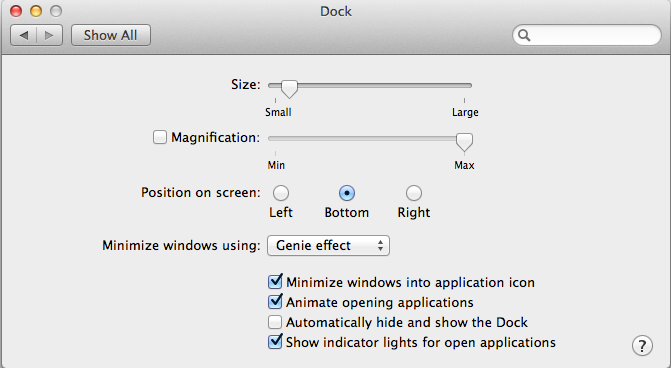 Dock
Show All
Size:
Small Large
Magnification:
Min Max
Position on screen:
Left Bottom Right
Minimize windows using: Genie effect
Minimize windows into application icon
Animate opening applications
Automatically hide and show the Dock
Show indicator lights for open applications
?